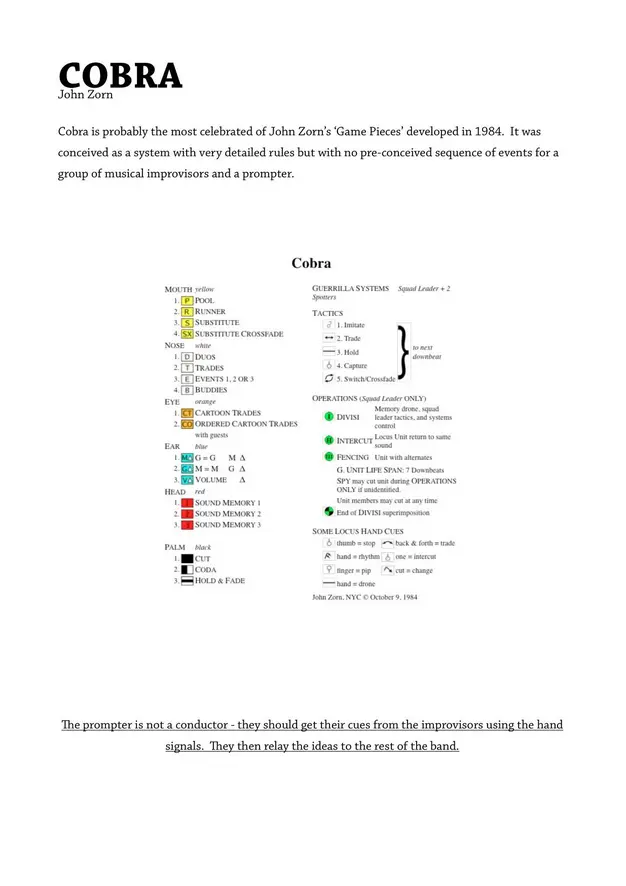 COBRA
John Zorn
Cobra is probably the most celebrated of John Zorn’s ‘Game Pieces’ developed in 1984.  It was
conceived as a system with very detailed rules but with no pre-conceived sequence of events for a
group of musical improvisors and a prompter.
Cobra
MOUTH yellow
1. P POOL
2. R RUNNER
3. S SUBSTITUTE
4. SX SUBSTITUTE CROSSFADE
NOSE white
1. D DUOS
2. T TRADES
3. E EVENTS 1, 2 OR 3
4. B BUDDIES
EYE orange
1. CT CARTOON TRADES
2. CO ORDERED CARTOON TRADES
with guests
EAR blue
1. M△ G = G M Δ
2. G△ M = M G Δ
3. V△ VOLUME Δ
HEAD red
1. 1 SOUND MEMORY 1
2. 2 SOUND MEMORY 2
3. 3 SOUND MEMORY 3
PALM black
1. CUT
2. CODA
3. HOLD & FADE
GUERRILLA SYSTEMS Squad Leader + 2
Spotters
TACTICS
1. Imitate
2. Trade
3. Hold
4. Capture
5. Switch/Crossfade
to next
downbeat
OPERATIONS (Squad Leader ONLY)
I DIVISI Memory drone, squad
leader tactics, and systems
control
II INTERCUT Locus Unit return to same
sound
III FENCING Unit with alternates
G. UNIT LIFE SPAN: 7 Downbeats
SPY may cut unit during OPERATIONS
ONLY if unidentified.
Unit members may cut at any time
End of DIVISI superimposition
SOME LOCUS HAND CUES
thumb = stop back & forth = trade
hand = rhythm one = intercut
finger = pip cut = change
hand = drone
John Zorn, NYC © October 9, 1984
The prompter is not a conductor - they should get their cues from the improvisors using the hand
signals.  They then relay the ideas to the rest of the band.